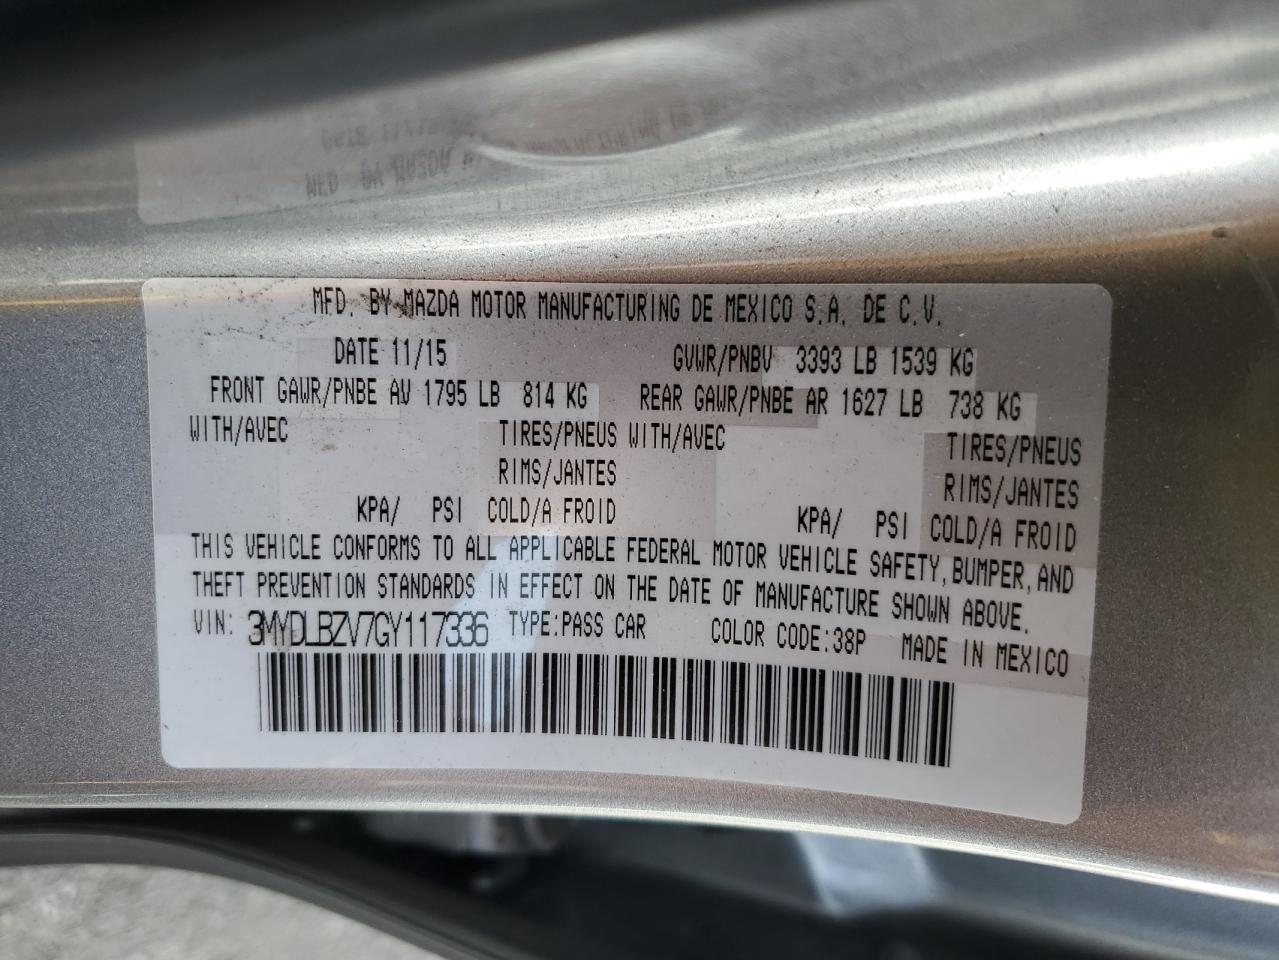 MFD. BY MAZDA MOTOR MANUFACTURING DE MEXICO S.A. DE C.V.
DATE 11/15 GVWR/PNBV 3393 LB 1539 KG
FRONT GAWR/PNBE AV 1795 LB 814 KG REAR GAWR/PNBE AR 1627 LB 738 KG
WITH/AVEC TIRES/PNEUS WITH/AVEC TIRES/PNEUS
RIMS/JANTES RIMS/JANTES
KPA/ PSI COLD/A FROID KPA/ PSI COLD/A FROID
THIS VEHICLE CONFORMS TO ALL APPLICABLE FEDERAL MOTOR VEHICLE SAFETY, BUMPER, AND
THEFT PREVENTION STANDARDS IN EFFECT ON THE DATE OF MANUFACTURE SHOWN ABOVE.
VIN: 3MYDLBZV7GY117336 TYPE:PASS CAR COLOR CODE:38P MADE IN MEXICO